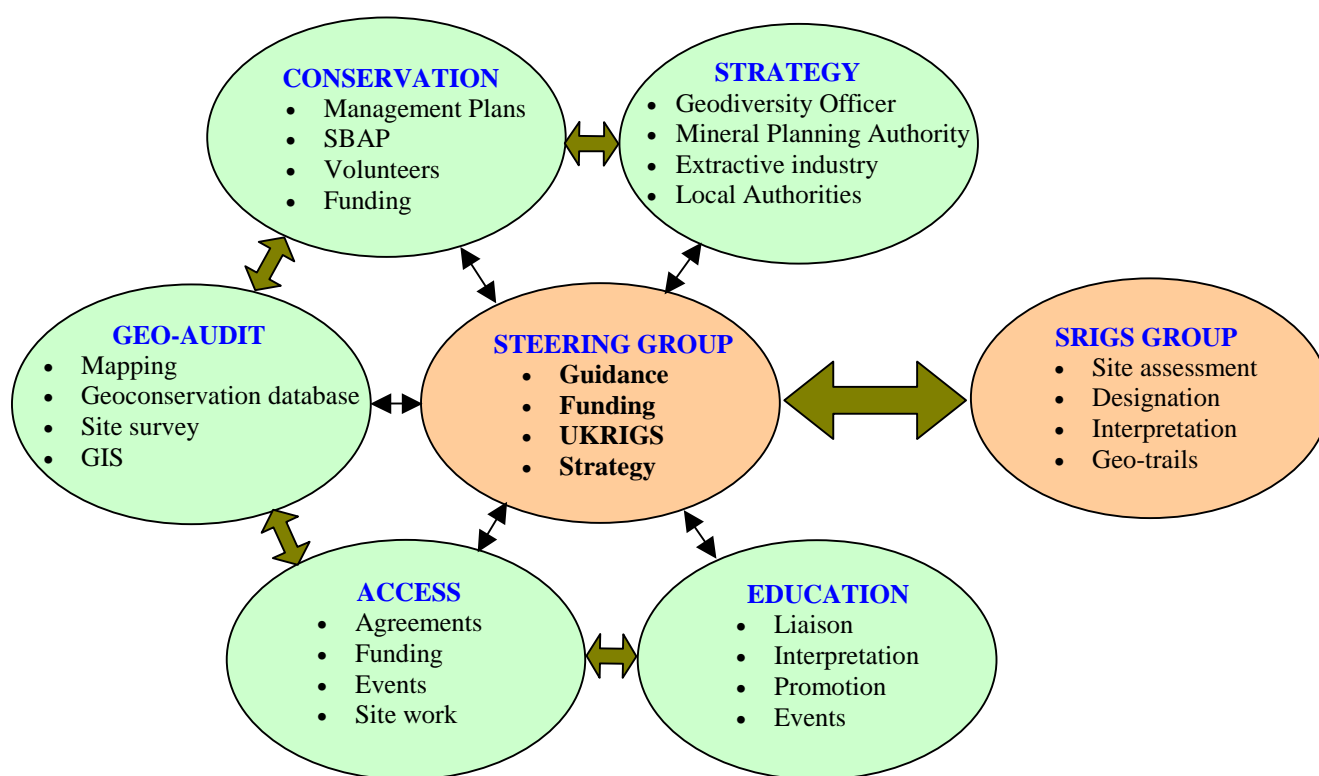 CONSERVATION
• Management Plans
• SBAP
• Volunteers
• Funding
STRATEGY
• Geodiversity Officer
• Mineral Planning Authority
• Extractive industry
• Local Authorities
GEO-AUDIT
• Mapping
• Geoconservation database
• Site survey
• GIS
STEERING GROUP
• Guidance
• Funding
• UKRIGS
• Strategy
SRIGS GROUP
• Site assessment
• Designation
• Interpretation
• Geo-trails
ACCESS
• Agreements
• Funding
• Events
• Site work
EDUCATION
• Liaison
• Interpretation
• Promotion
• Events